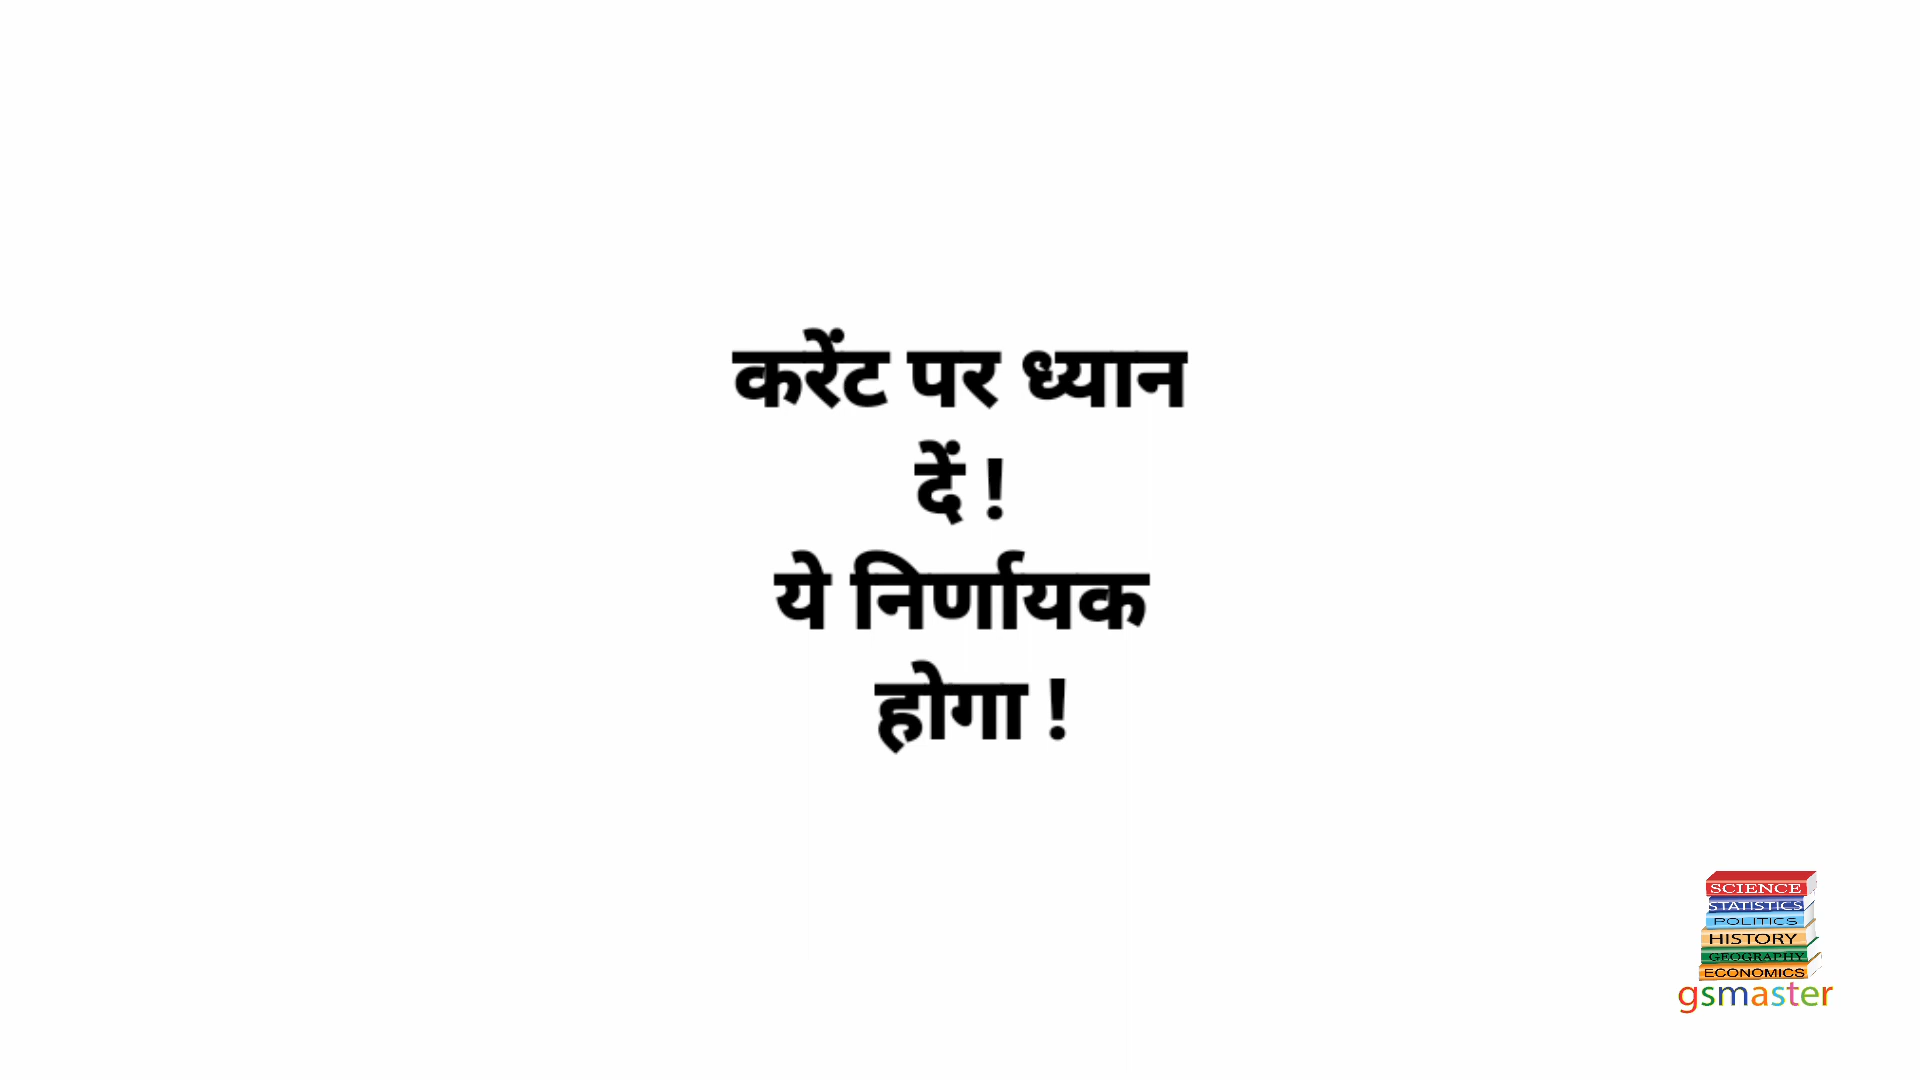 करेंट पर ध्यान
दें !
ये निर्णायक
होगा !
SCIENCE
STATISTICS
POLITICS
HISTORY
GEOGRAPHY
ECONOMICS
gsmaster